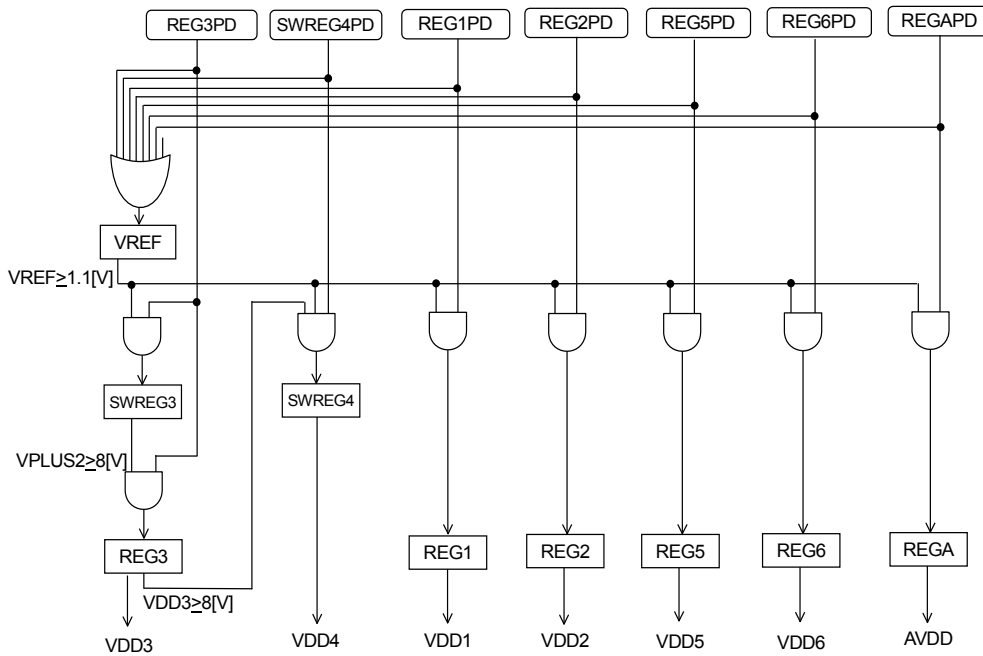 REG3PD
SWREG4PD
REG1PD
REG2PD
REG5PD
REG6PD
REGAPD
VREF
VREF≥1.1[V]
SWREG3
SWREG4
VPLUS2≥8[V]
REG3
REG1
REG2
REG5
REG6
REGA
VDD3≥8[V]
VDD3
VDD4
VDD1
VDD2
VDD5
VDD6
AVDD